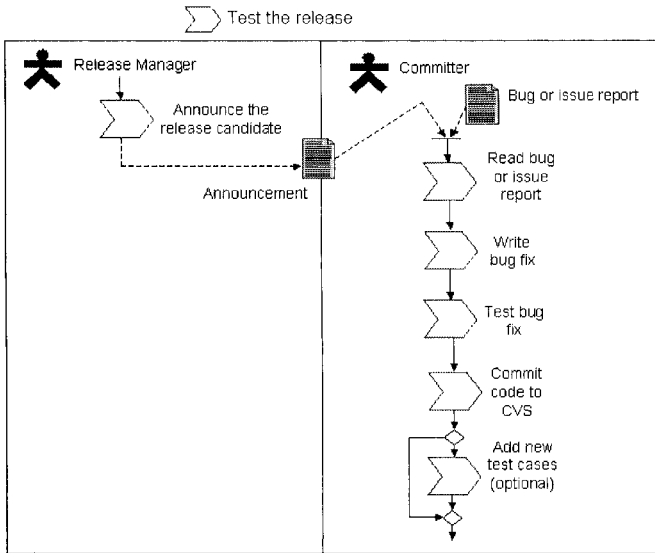 Test the release
Release Manager
Announce the
release candidate
Announcement
Committer
Bug or issue report
Read bug
or issue
report
Write
bug fix
Test bug
fix
Commit
code to
CVS
Add new
test cases
(optional)